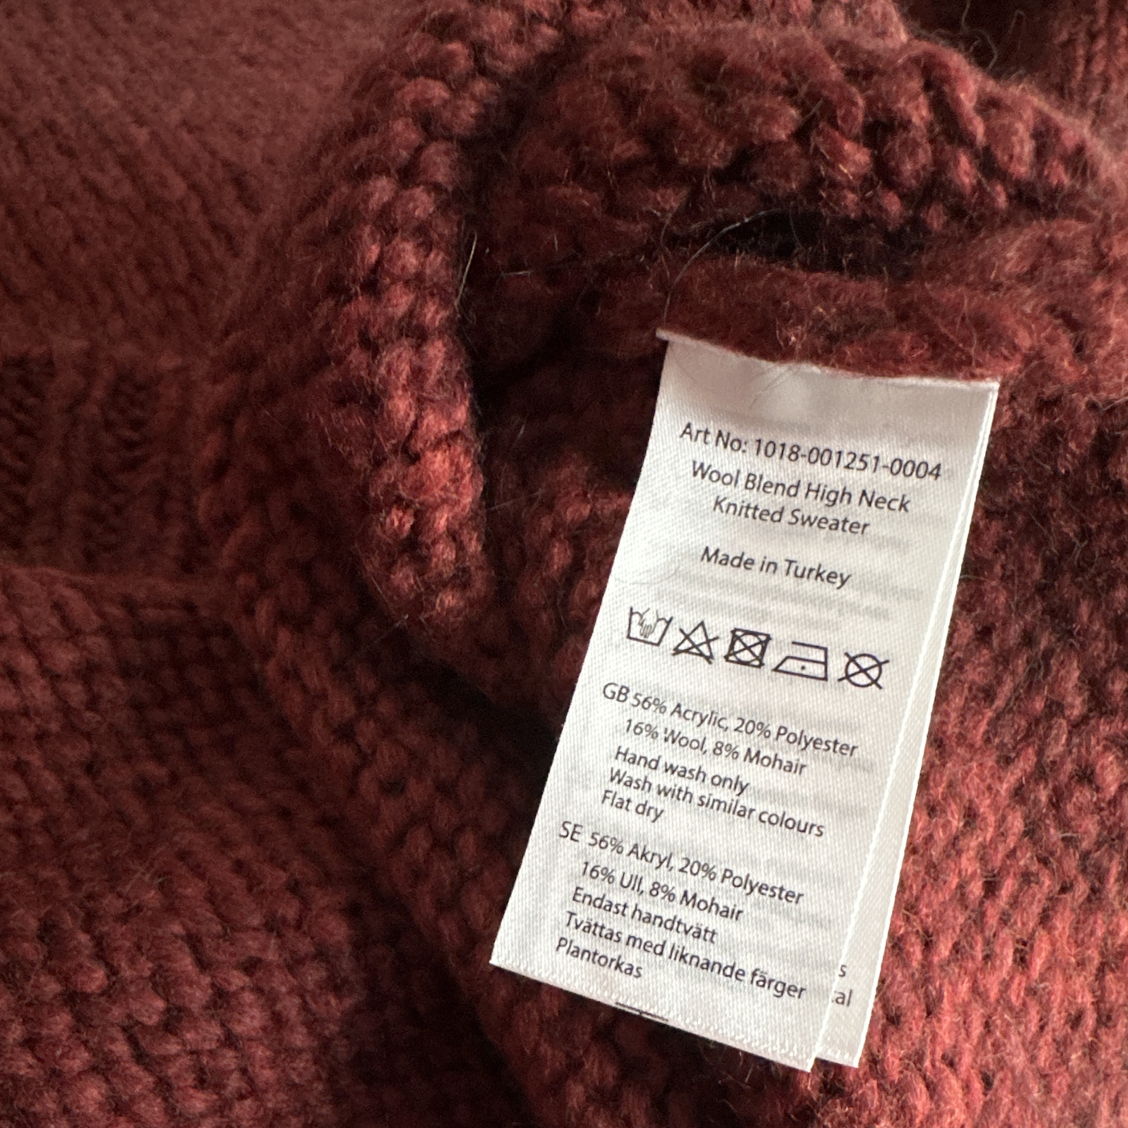 Art No: 1018-001251-0004
Wool Blend High Neck
Knitted Sweater
Made in Turkey
GB 56% Acrylic, 20% Polyester
16% Wool, 8% Mohair
Hand wash only
Wash with similar colours
Flat dry
SE 56% Akryl, 20% Polyester
16% Ull, 8% Mohair
Endast handtvätt
Tvättas med liknande färger
Plantorkas
s
al